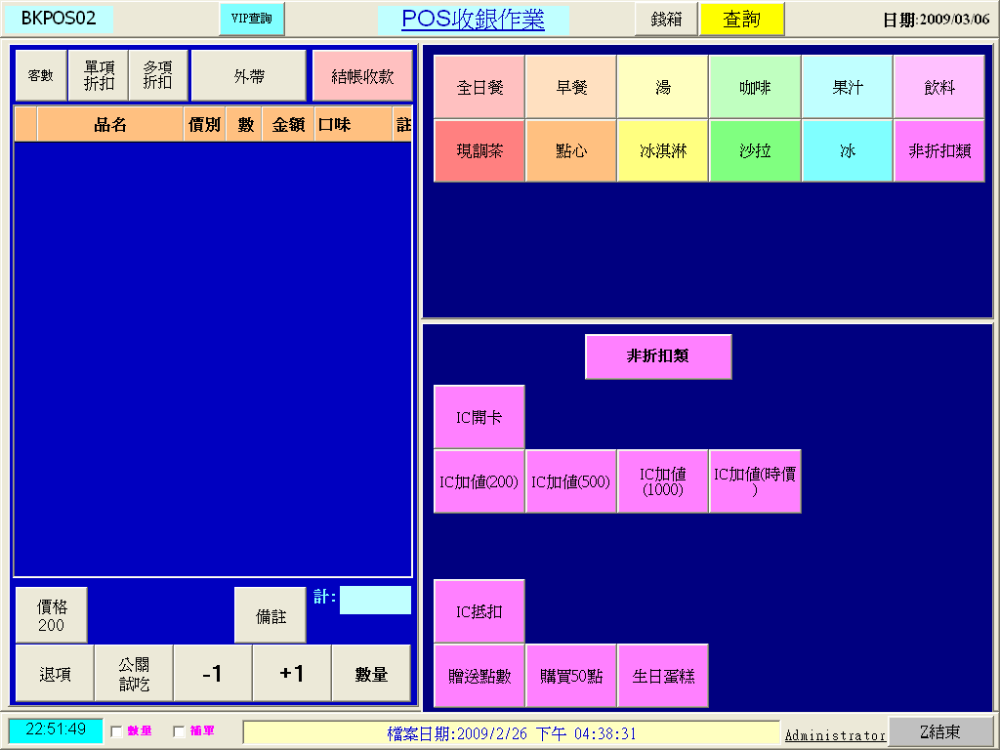 BKPOS02
VIP查詢
POS收銀作業
錢箱
查詢
日期:2009/03/06
客數
單項
折扣
多項
折扣
外帶
結帳收款
品名 價別 數 金額 口味 註
全日餐
早餐
湯
咖啡
果汁
飲料
現調茶
點心
冰淇淋
沙拉
冰
非折扣類
非折扣類
IC開卡
IC加值(200)
IC加值(500)
IC加值
(1000)
IC加值(時價
)
IC抵扣
贈送點數
購買50點
生日蛋糕
價格
200
備註
計:
退項
公關
試吃
-1
+1
數量
22:51:49
數量
補單
檔案日期:2009/2/26 下午 04:38:31
Administrator
Z結束